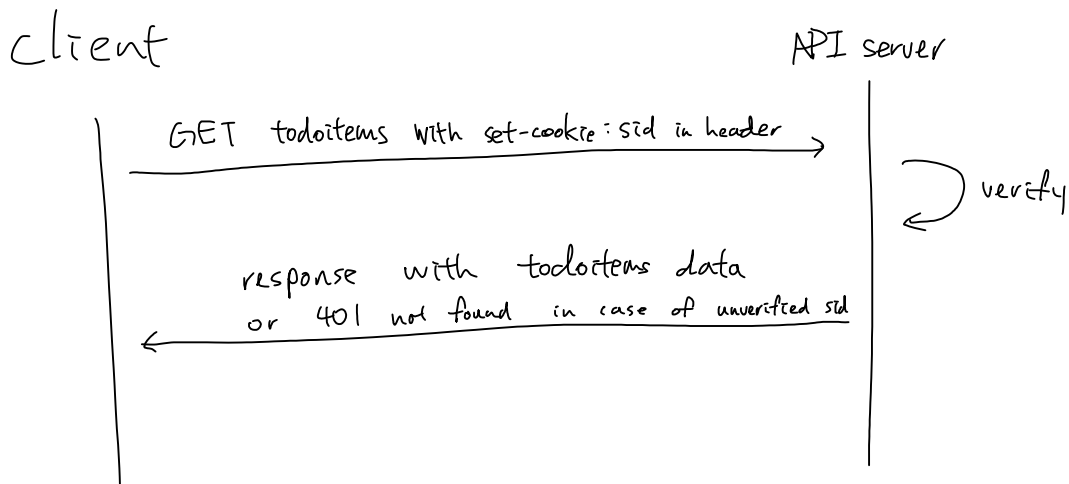 client
API server
GET todoitems with set-cookie: sid in header
verify
response with todoitems data
or 401 not found in case of unverified sid